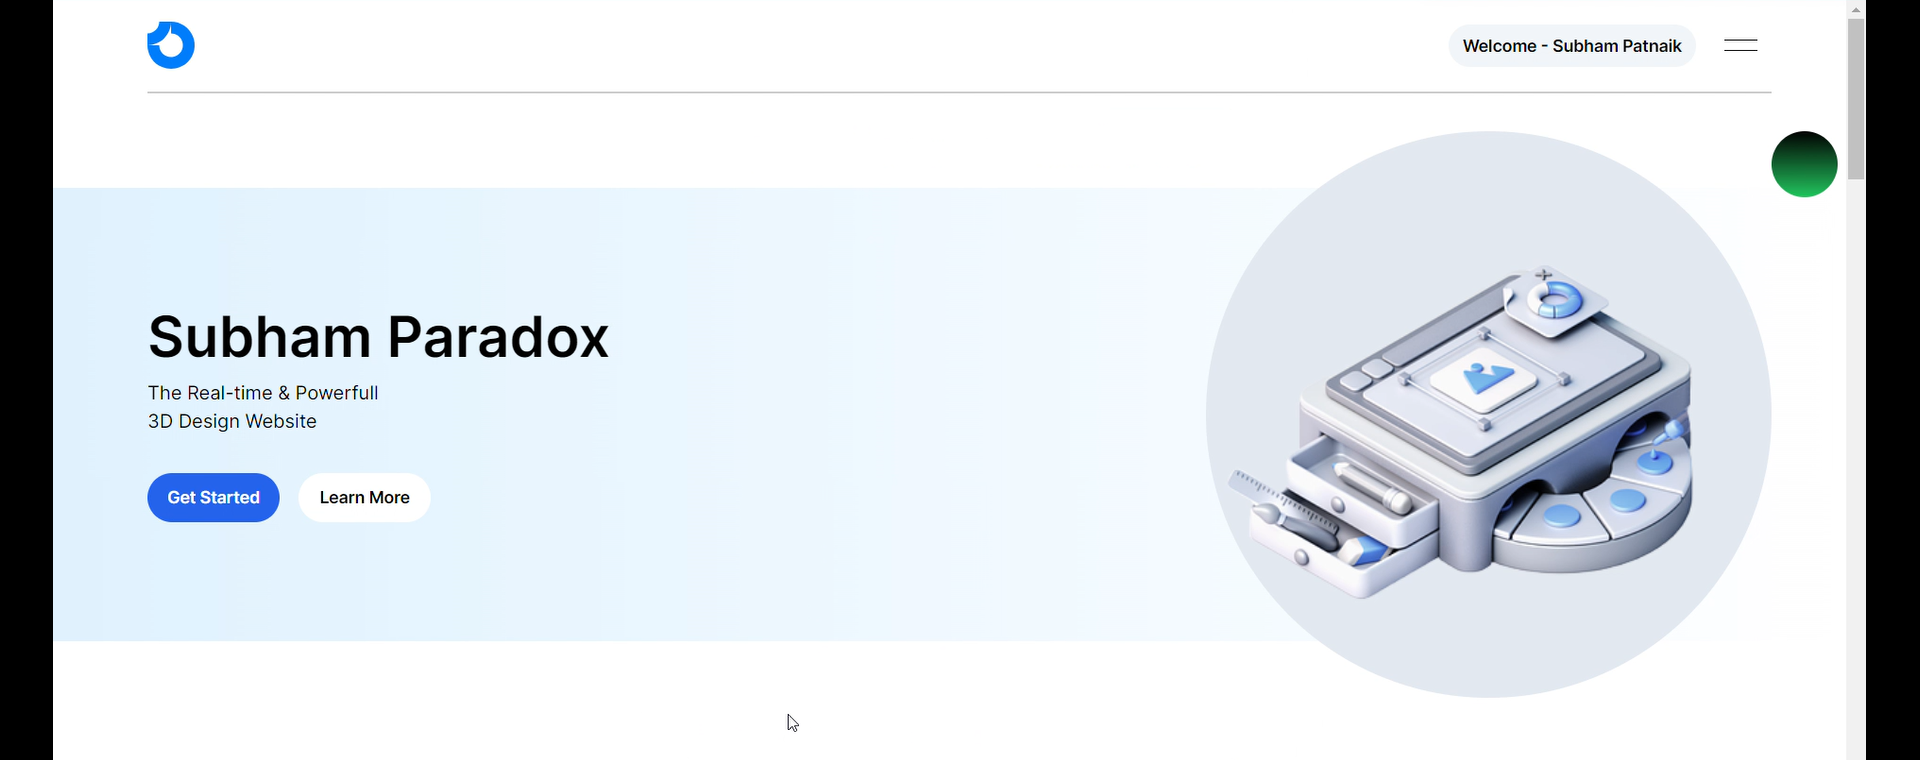 Welcome - Subham Patnaik
Subham Paradox
The Real-time & Powerfull
3D Design Website
Get Started
Learn More